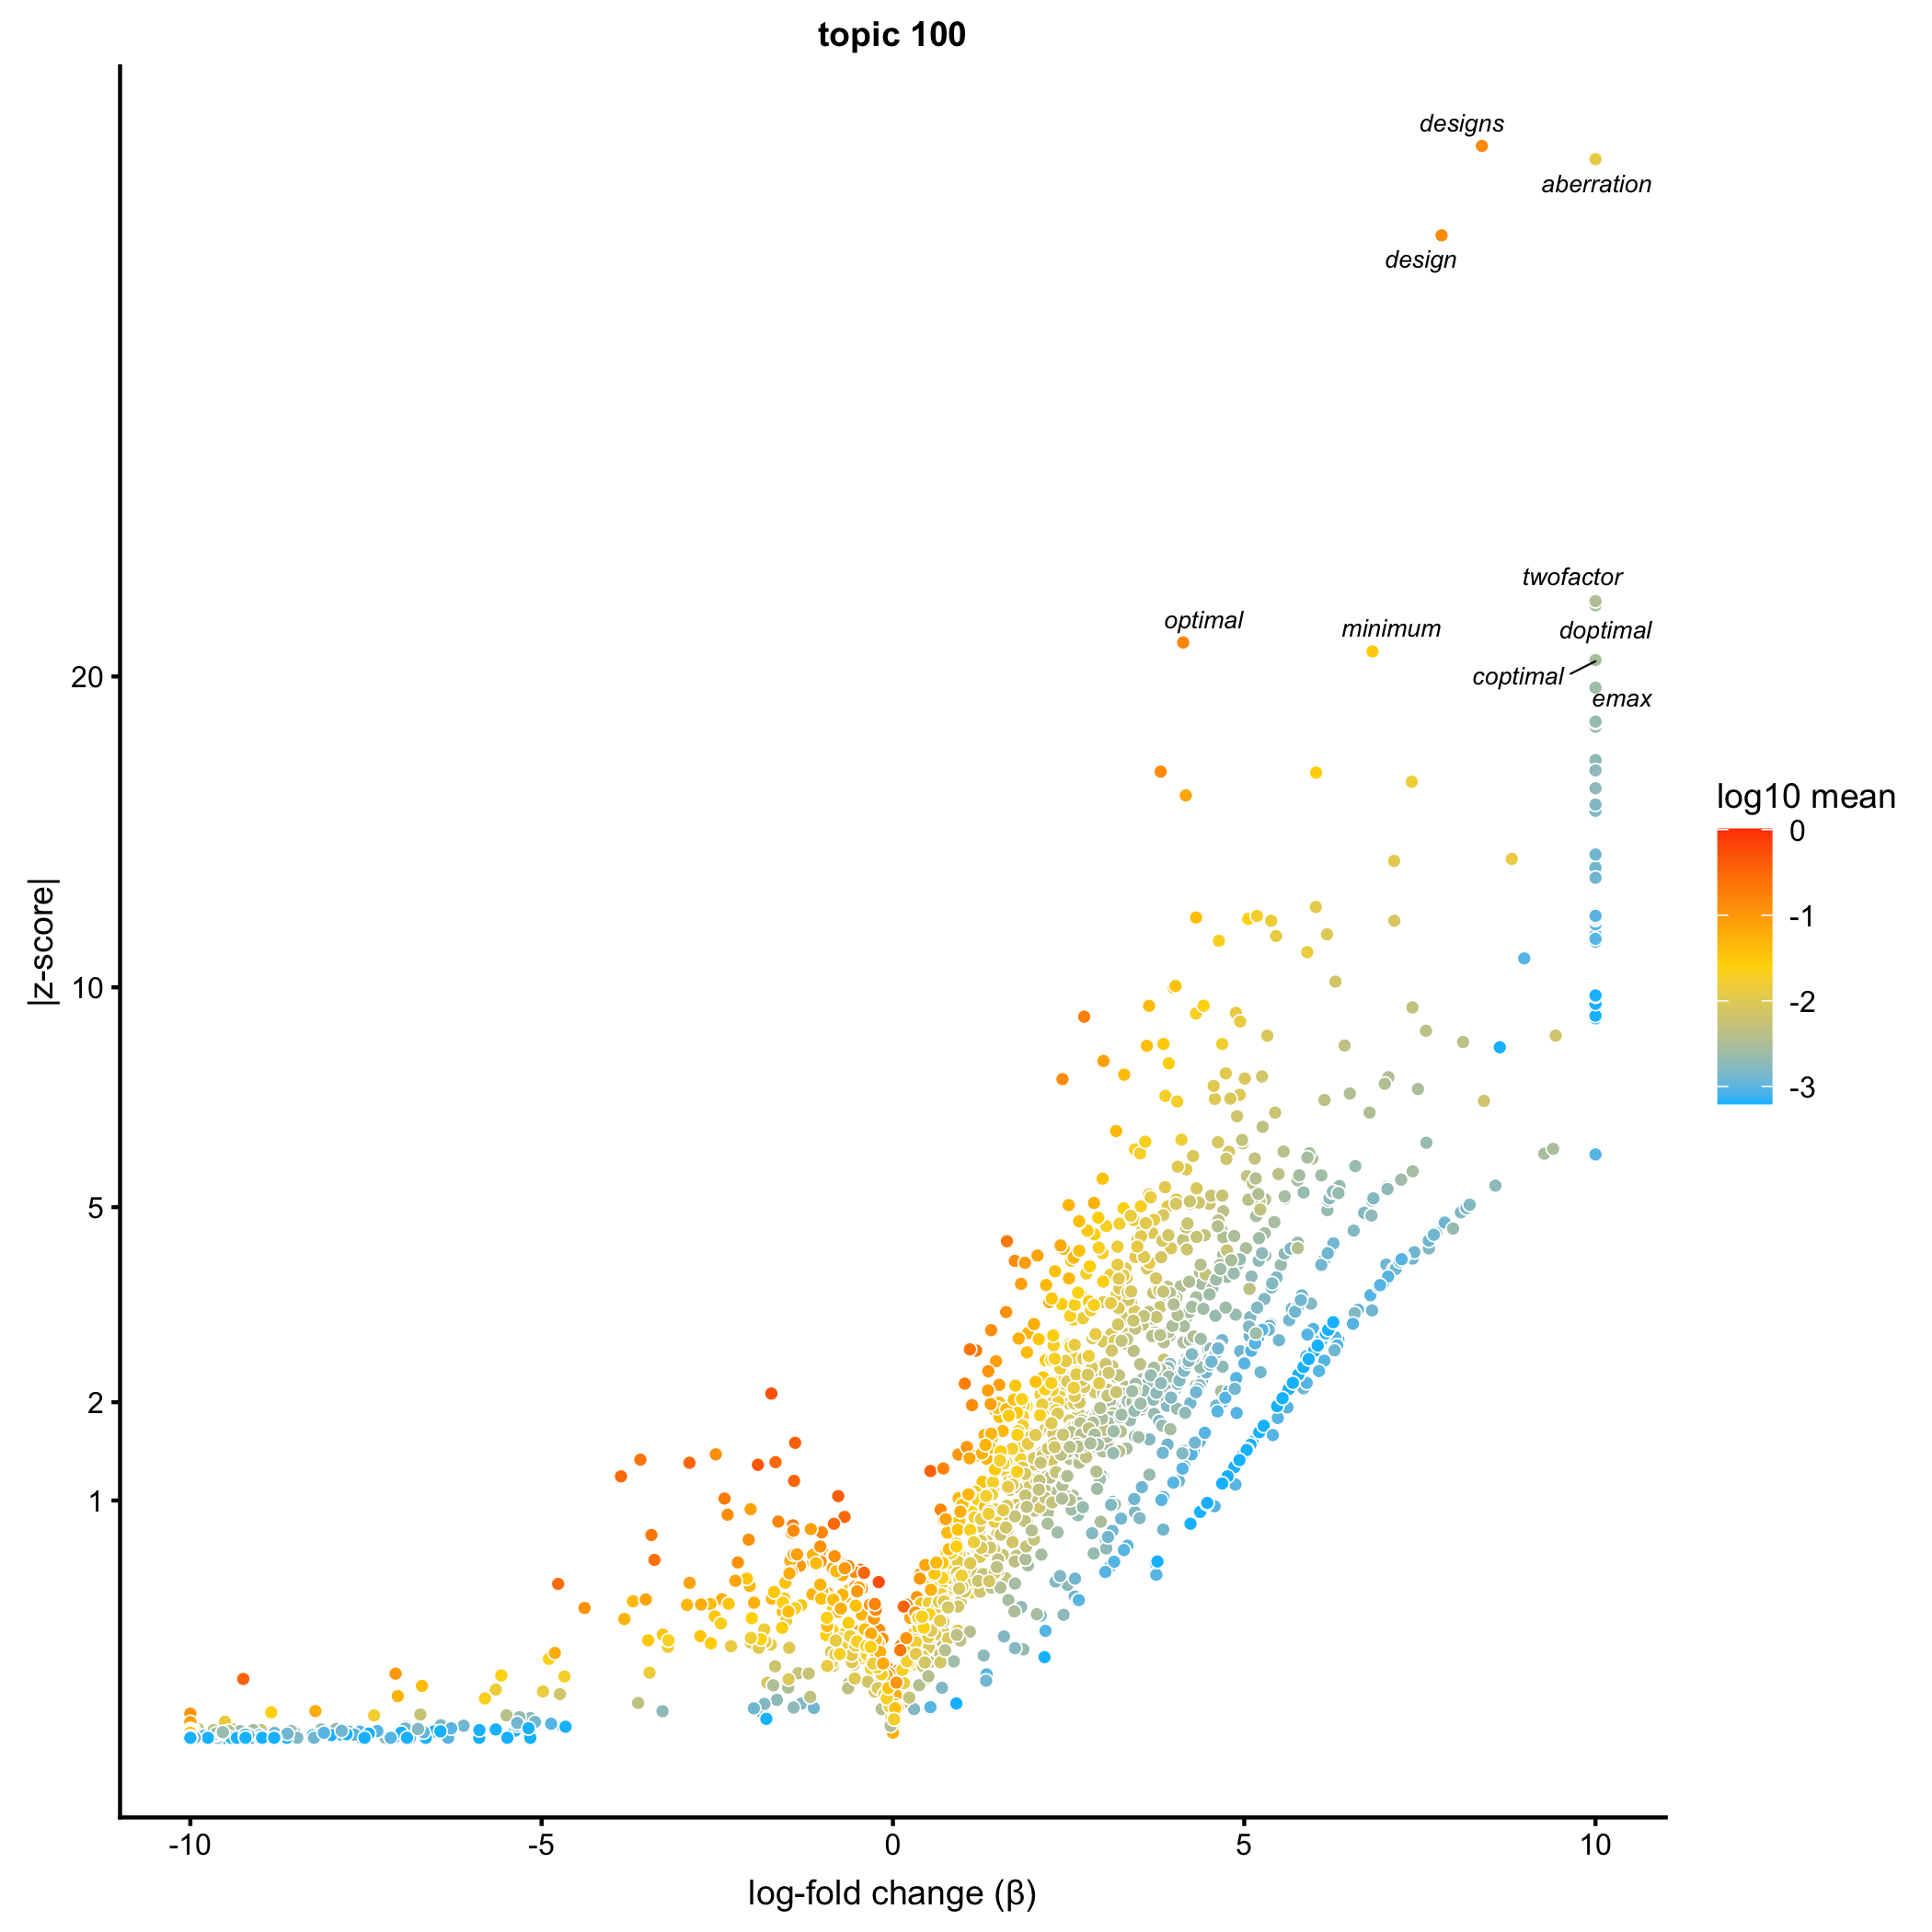 topic 100
designs
aberration
design
twofactor
optimal
minimum
doptimal
coptimal
emax
20
10
5
2
1
|z-score|
-10
-5
0
5
10
log-fold change (β)
log10 mean
0
-1
-2
-3